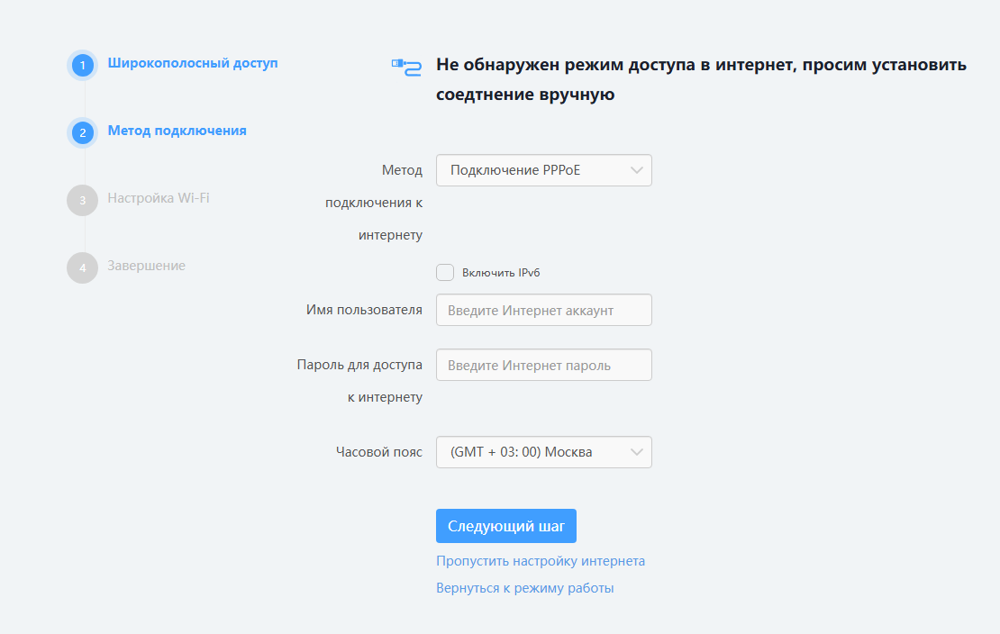 1 Широкополосный доступ
2 Метод подключения
3 Настройка Wi-Fi
4 Завершение
Не обнаружен режим доступа в интернет, просим установить
соедтнение вручную
Метод
подключения к
интернету
Подключение PPPoE
Включить IPv6
Имя пользователя
Введите Интернет аккаунт
Пароль для доступа
к интернету
Введите Интернет пароль
Часовой пояс
(GMT + 03: 00) Москва
Следующий шаг
Пропустить настройку интернета
Вернуться к режиму работы